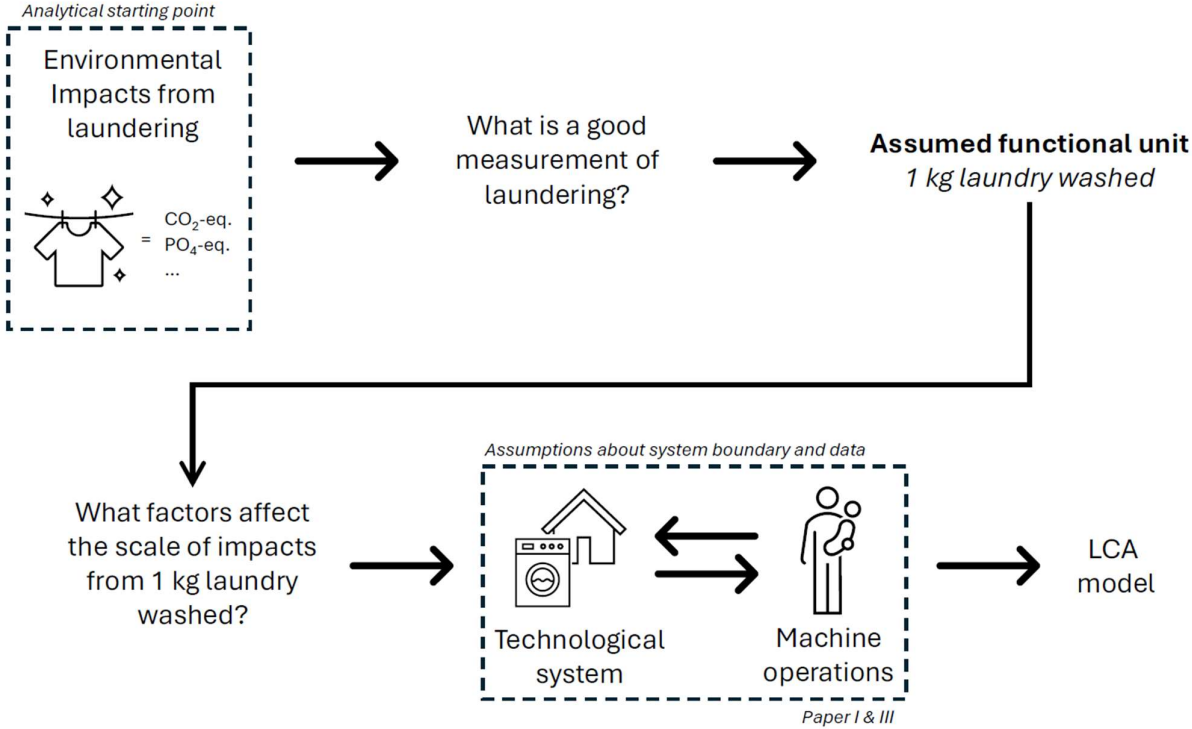 Analytical starting point
Environmental
Impacts from
laundering
= CO₂-eq.
PO₄-eq.
...
What is a good
measurement of
laundering?
Assumed functional unit
1 kg laundry washed
What factors affect
the scale of impacts
from 1 kg laundry
washed?
Assumptions about system boundary and data
Technological
system
Machine
operations
Paper I & III
LCA
model